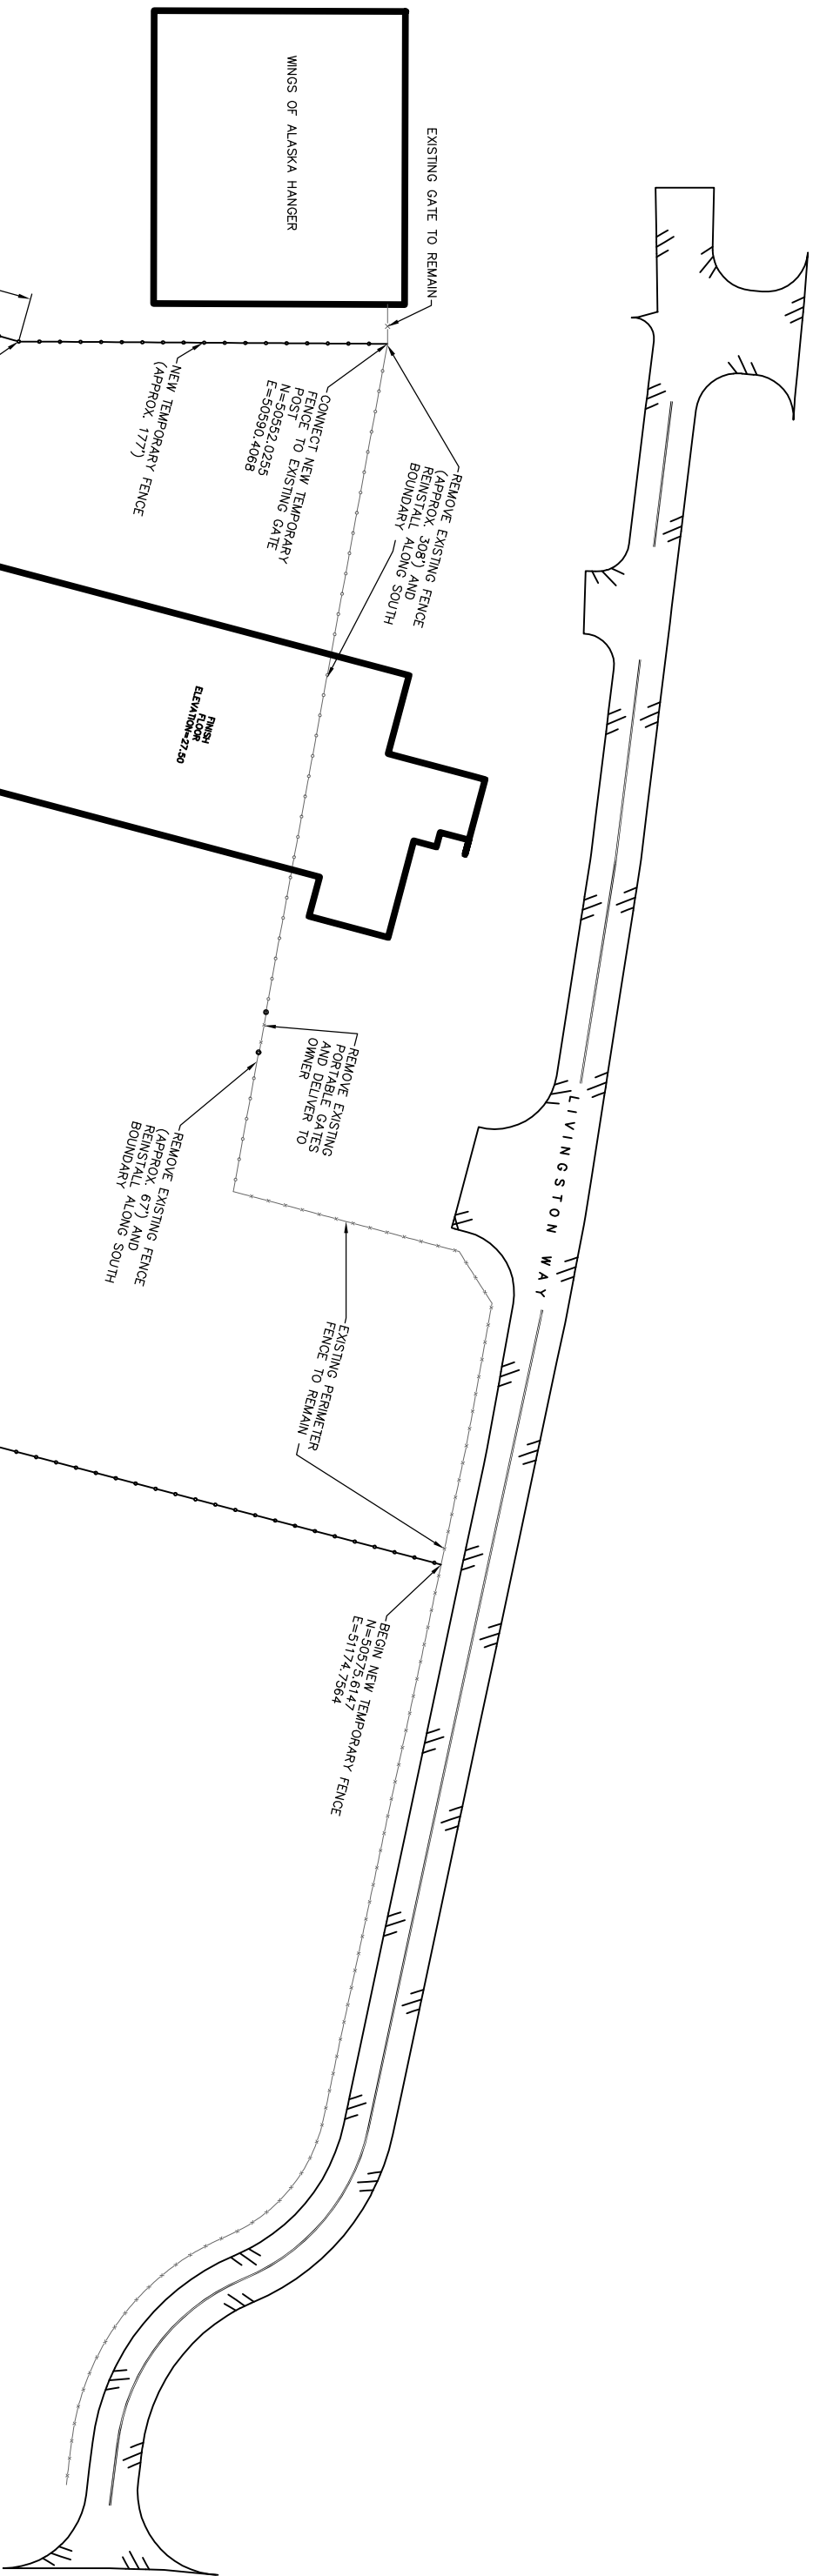 WINGS OF ALASKA HANGER
EXISTING GATE TO REMAIN
NEW TEMPORARY FENCE
(APPROX. 177')
CONNECT NEW TEMPORARY
FENCE TO EXISTING GATE
POST
N=50552.0255
E=50590.4068
REMOVE EXISTING FENCE
(APPROX. 308') AND
REINSTALL ALONG SOUTH
BOUNDARY
FINISH
FLOOR
ELEVATION=27.50
REMOVE EXISTING
PORTABLE GATES
AND DELIVER TO
OWNER
REMOVE EXISTING FENCE
(APPROX. 67') AND
REINSTALL ALONG SOUTH
BOUNDARY
LIVINGSTON WAY
EXISTING PERIMETER
FENCE TO REMAIN
BEGIN NEW TEMPORARY FENCE
N=50575.6147
E=51174.7564